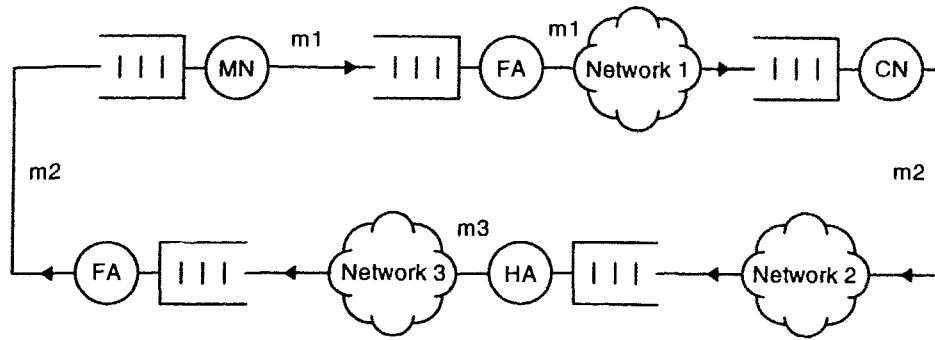 m1
m1
MN
FA
Network 1
CN
m2
m2
m3
FA
Network 3
HA
Network 2